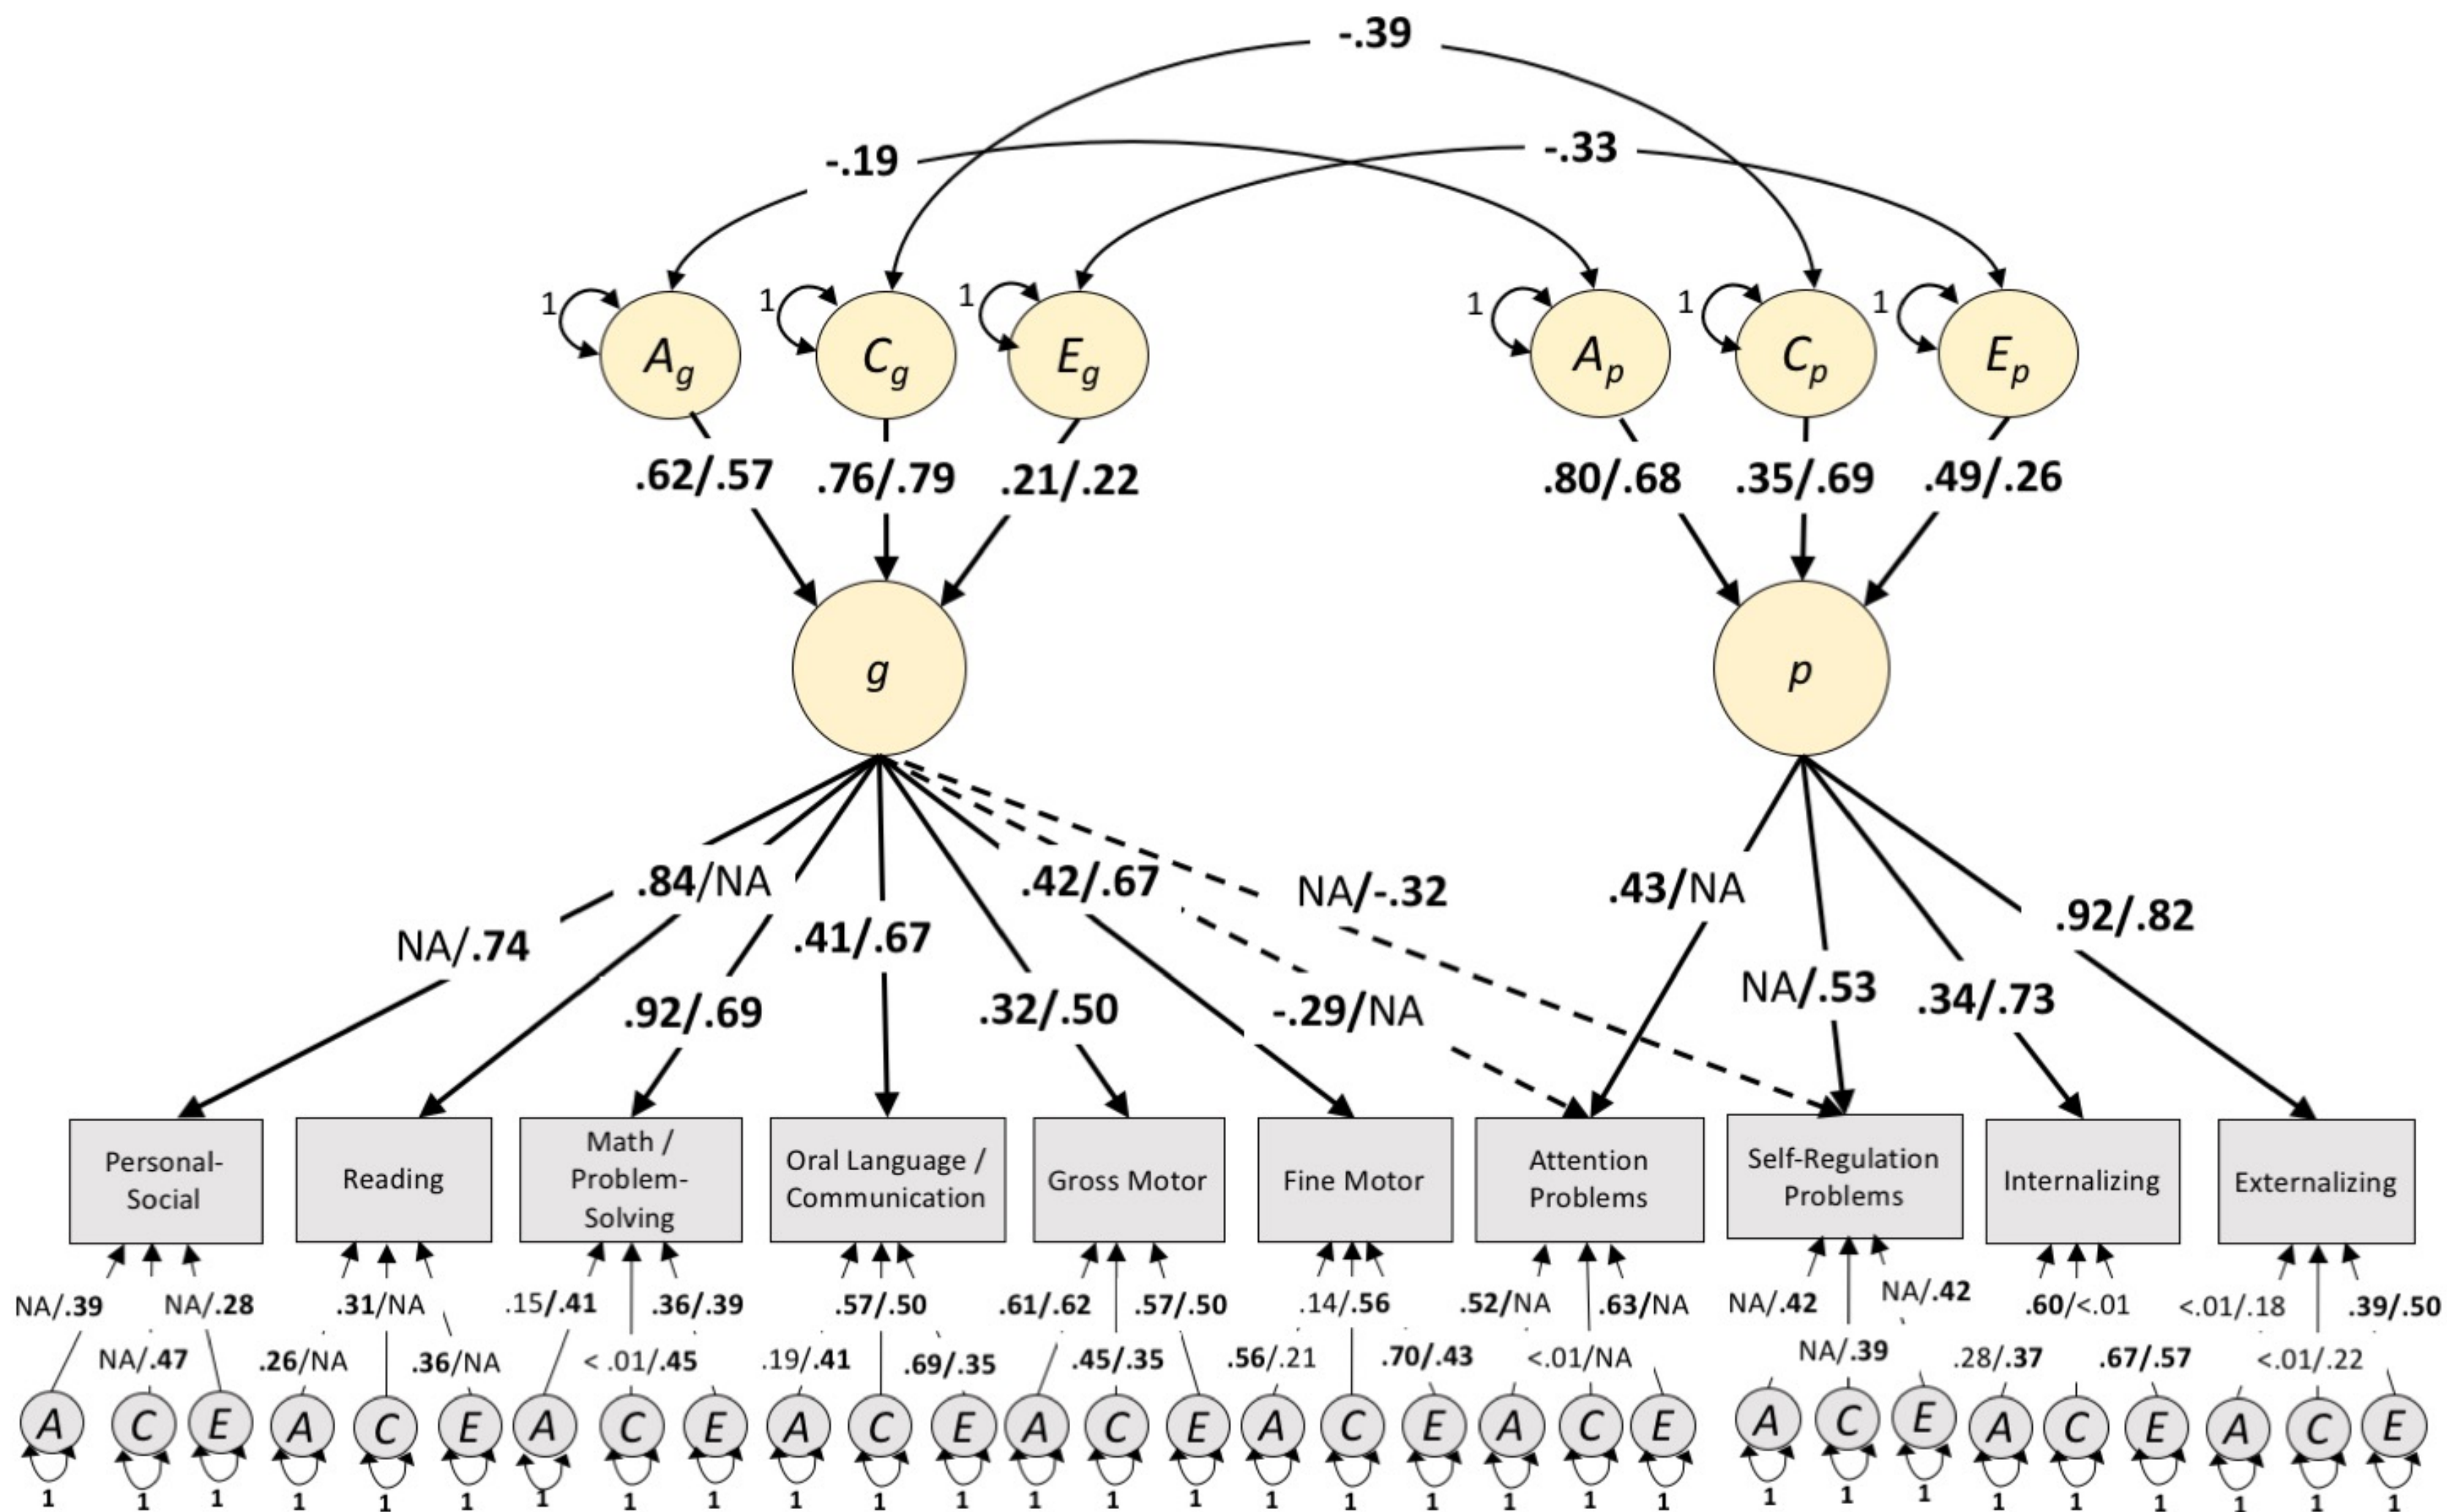 -.39
-.19
-.33
1
1
1
1
1
1
Ag
Cg
Eg
Ap
Cp
Ep
.62/.57
.76/.79
.21/.22
.80/.68
.35/.69
.49/.26
g
p
.84/NA
.42/.67
NA/-.32
.43/NA
.92/.82
NA/.74
.41/.67
.92/.69
.32/.50
-.29/NA
NA/.53
.34/.73
Personal-
Social
Reading
Math /
Problem-
Solving
Oral Language /
Communication
Gross Motor
Fine Motor
Attention
Problems
Self-Regulation
Problems
Internalizing
Externalizing
NA/.39
NA/.28
.31/NA
.15/.41
.36/.39
.57/.50
.61/.62
.57/.50
.14/.56
.52/NA
.63/NA
NA/.42
NA/.42
.60/<.01
<.01/.18
.39/.50
NA/.47
.26/NA
.36/NA
< .01/.45
.19/.41
.69/.35
.45/.35
.56/.21
.70/.43
<.01/NA
NA/.39
.28/.37
.67/.57
<.01/.22
A C E A C E A C E A C E A C E A C E A C E A C E A C E A C E
1 1 1 1 1 1 1 1 1 1 1 1 1 1 1 1 1 1 1 1 1 1 1 1 1 1 1 1 1 1